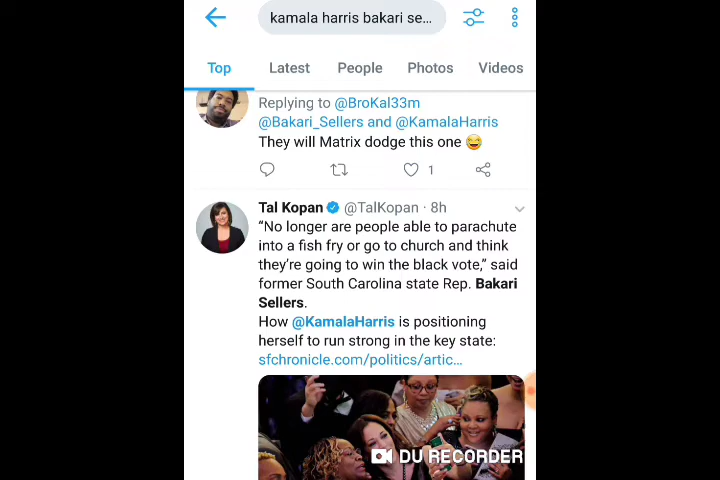 kamala harris bakari se...
Top Latest People Photos Videos
Replying to @BroKal33m
@Bakari_Sellers and @KamalaHarris
They will Matrix dodge this one 😂
1
Tal Kopan @TalKopan · 8h
“No longer are people able to parachute
into a fish fry or go to church and think
they’re going to win the black vote,” said
former South Carolina state Rep. Bakari
Sellers.
How @KamalaHarris is positioning
herself to run strong in the key state:
sfchronicle.com/politics/artic...
DU RECORDER